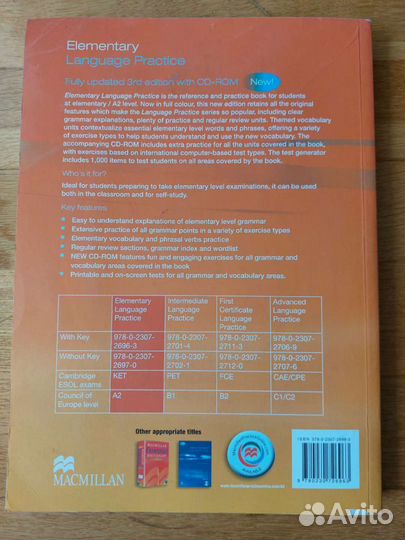 Elementary
Language Practice
Fully updated 3rd edition with CD-ROM New!
Elementary Language Practice is the reference and practice book for students
at elementary / A2 level. Now in full colour, this new edition retains all the original
features which make the Language Practice series so popular, including clear
grammar explanations, plenty of practice and regular review units. Themed vocabulary
units contextualize essential elementary level words and phrases, offering a variety
of exercise types to help students understand and use the new vocabulary. The
accompanying CD-ROM includes extra practice for all the units covered in the book,
with exercises based on international computer-based test types. The test generator
includes 1,000 items to test students on all areas covered by the book.
Who's it for?
Ideal for students preparing to take elementary level examinations, it can be used
both in the classroom and for self-study.
Key features
Easy to understand explanations of elementary level grammar
Extensive practice of all grammar points in a variety of exercise types
Elementary vocabulary and phrasal verbs practice
Regular review sections, grammar index and wordlist
NEW CD-ROM features fun and engaging exercises for all grammar and
vocabulary areas covered in the book
Printable and on-screen tests for all grammar and vocabulary areas.
Elementary Language Practice
Intermediate Language Practice
First Certificate Language Practice
Advanced Language Practice
With Key 978-0-2307-2696-3 978-0-2307-2701-4 978-0-2307-2711-3 978-0-2307-2706-9
Without Key 978-0-2307-2697-0 978-0-2307-2702-1 978-0-2307-2712-0 978-0-2307-2707-6
Cambridge ESOL exams KET PET FCE CAE/CPE
Council of Europe level A2 B1 B2 C1/C2
Other appropriate titles
MACMILLAN
AVAILABLE
ISBN 978-0-2307-2696-3
9 780230 726963
Avito